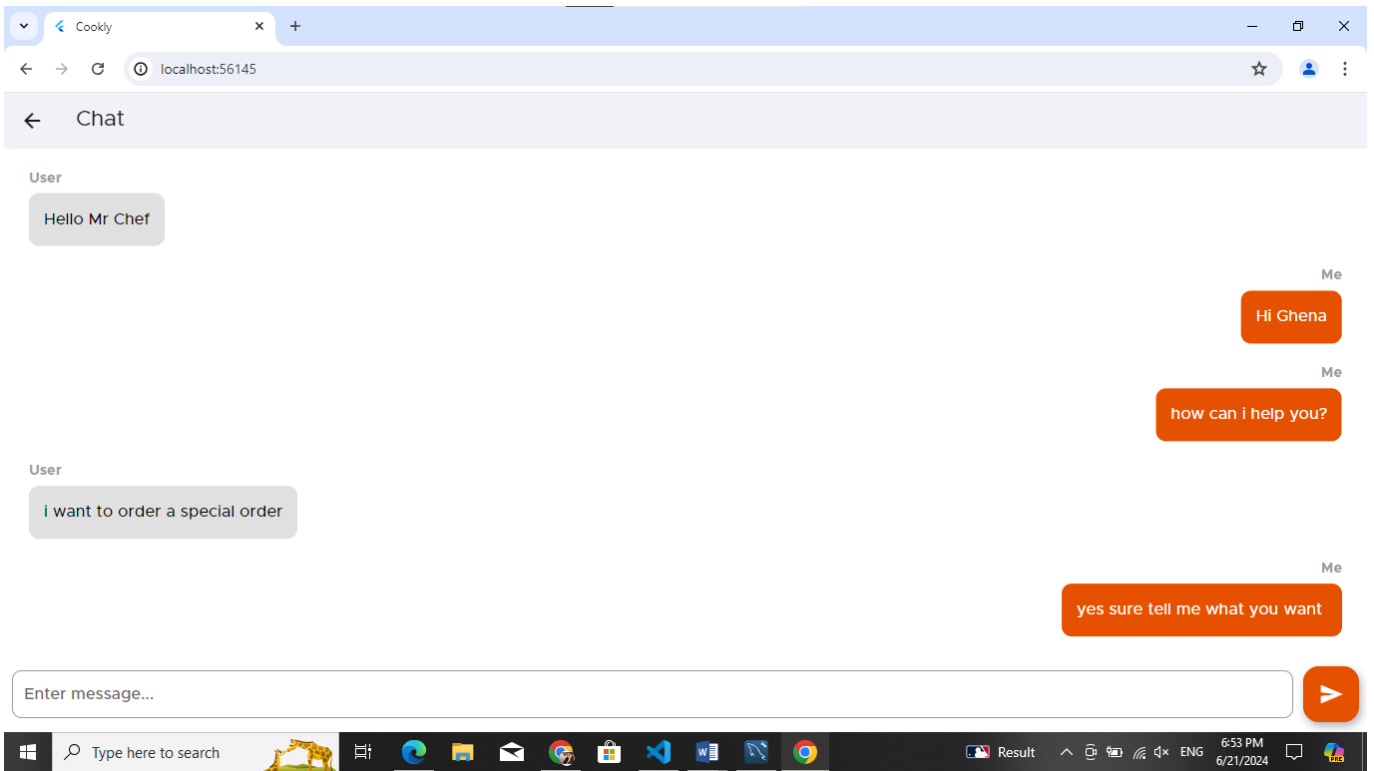 Cookly
localhost:56145
Chat
User
Hello Mr Chef
Me
Hi Ghena
Me
how can i help you?
User
i want to order a special order
Me
yes sure tell me what you want
Enter message...
Type here to search
Result
ENG
6:53 PM
6/21/2024
PRE